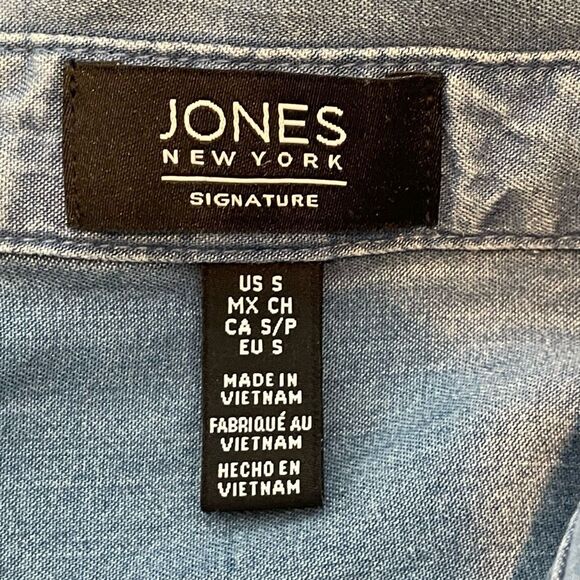 JONES
NEW YORK
SIGNATURE
US S
MX CH
CA S/P
EU S
MADE IN
VIETNAM
FABRIQUÉ AU
VIETNAM
HECHO EN
VIETNAM